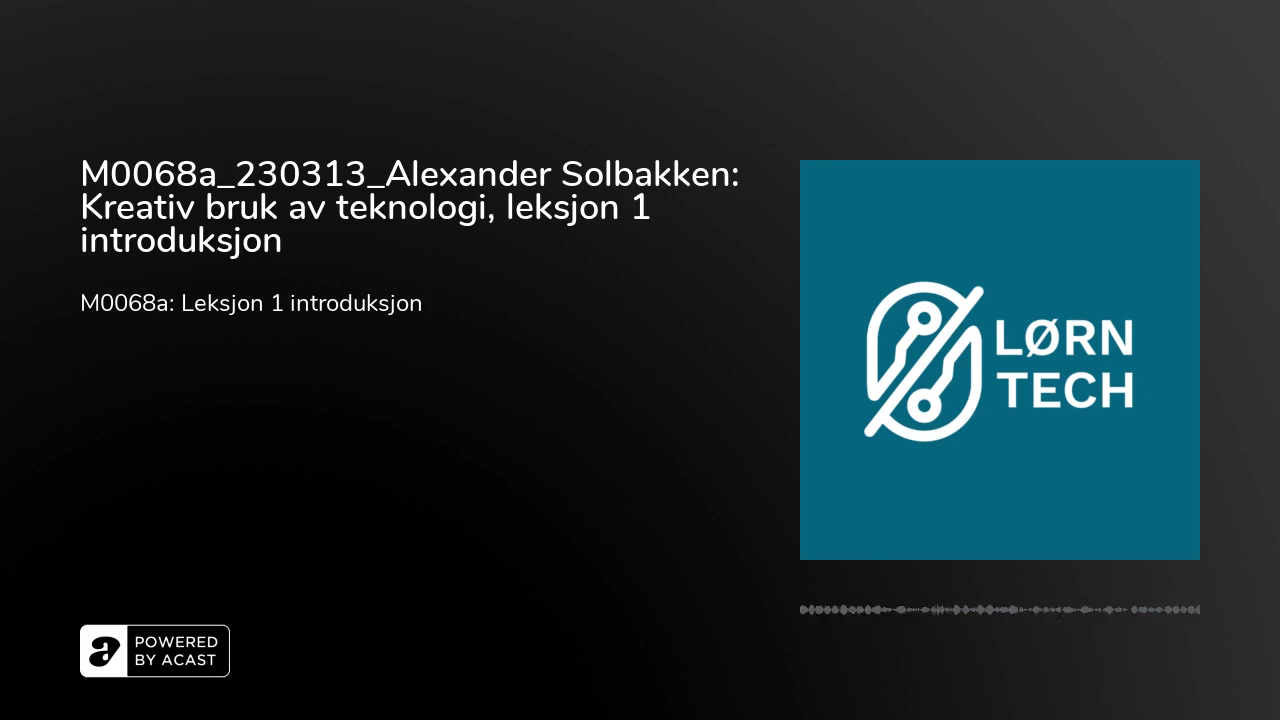 M0068a_230313_Alexander Solbakken:
Kreativ bruk av teknologi, leksjon 1
introduksjon
M0068a: Leksjon 1 introduksjon
LØRN
TECH
POWERED
BY ACAST